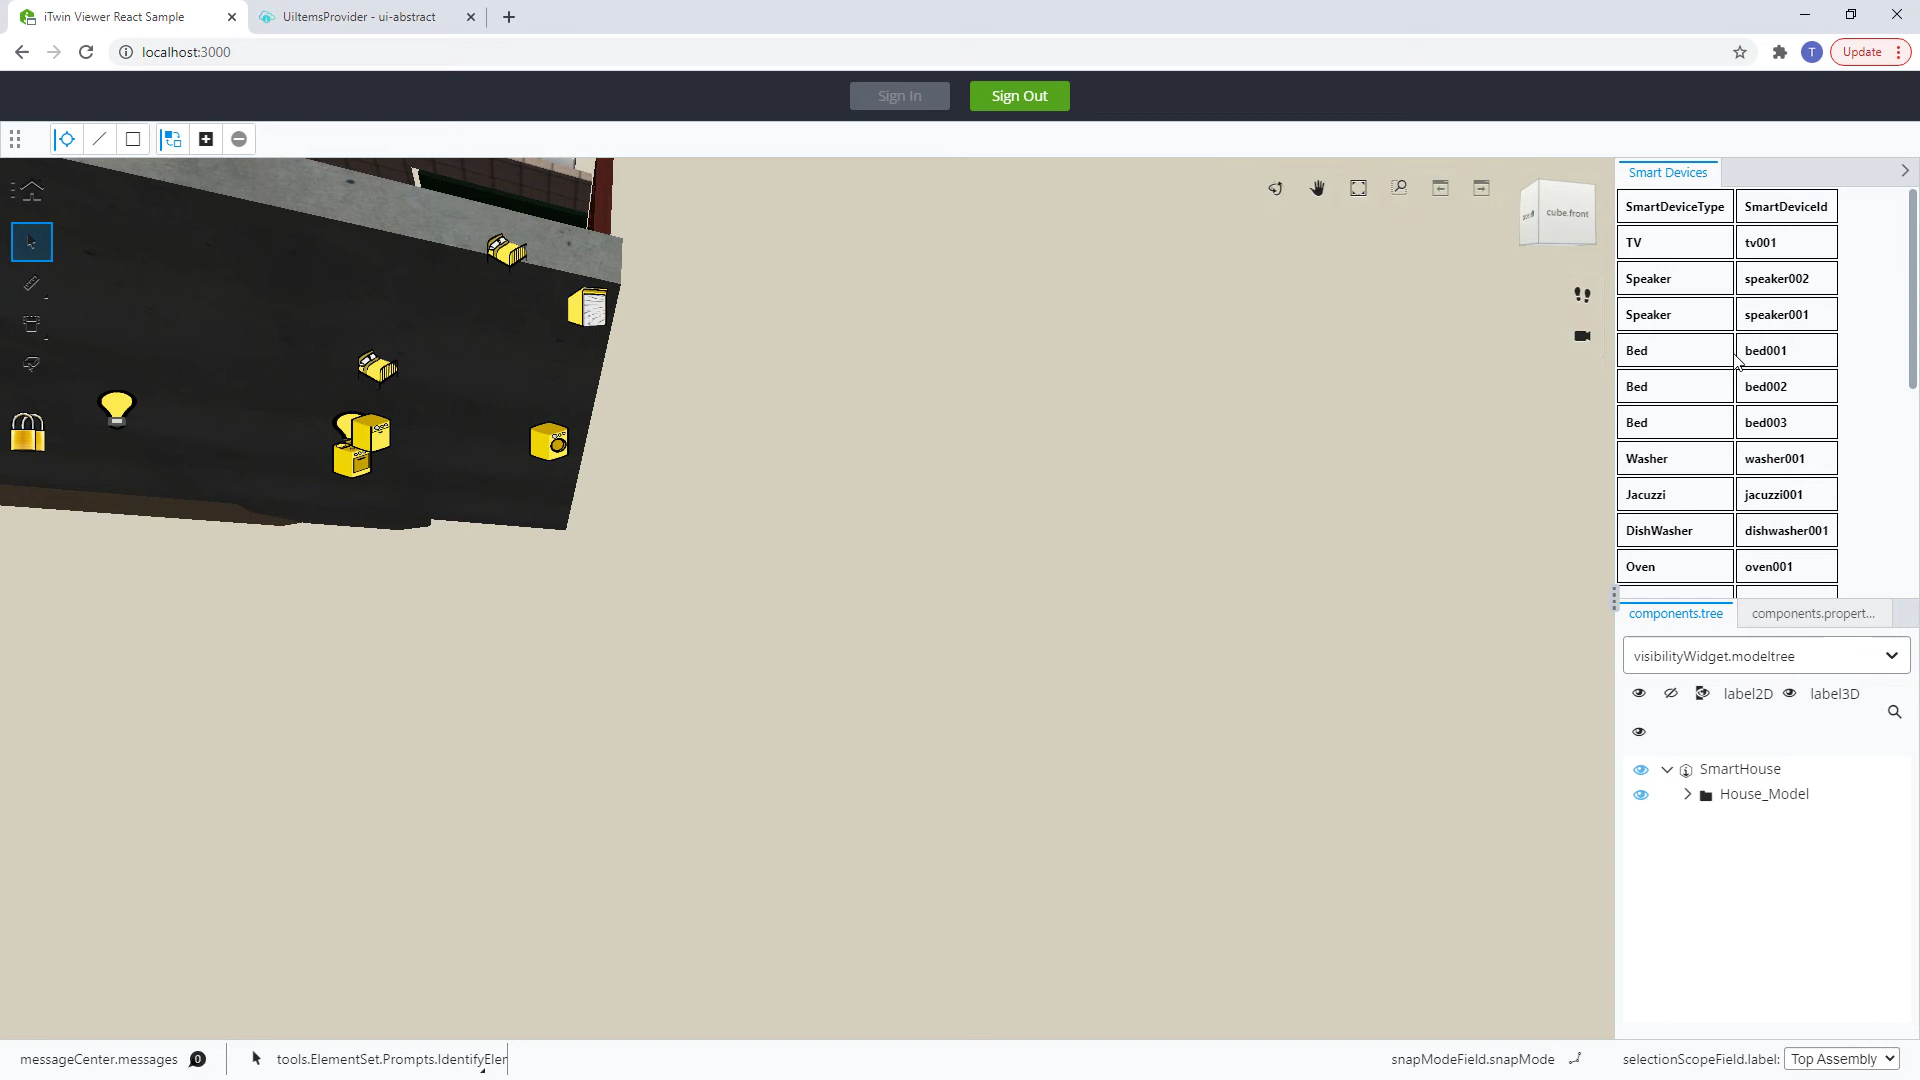 iTwin Viewer React Sample
UiItemsProvider - ui-abstract
localhost:3000
T
Update
Sign In
Sign Out
cube.front
Smart Devices
SmartDeviceType SmartDeviceId
TV tv001
Speaker speaker002
Speaker speaker001
Bed bed001
Bed bed002
Bed bed003
Washer washer001
Jacuzzi jacuzzi001
DishWasher dishwasher001
Oven oven001
components.tree components.propert...
visibilityWidget.modeltree
label2D label3D
SmartHouse
House_Model
messageCenter.messages 0
tools.ElementSet.Prompts.IdentifyEler
snapModeField.snapMode
selectionScopeField.label: Top Assembly